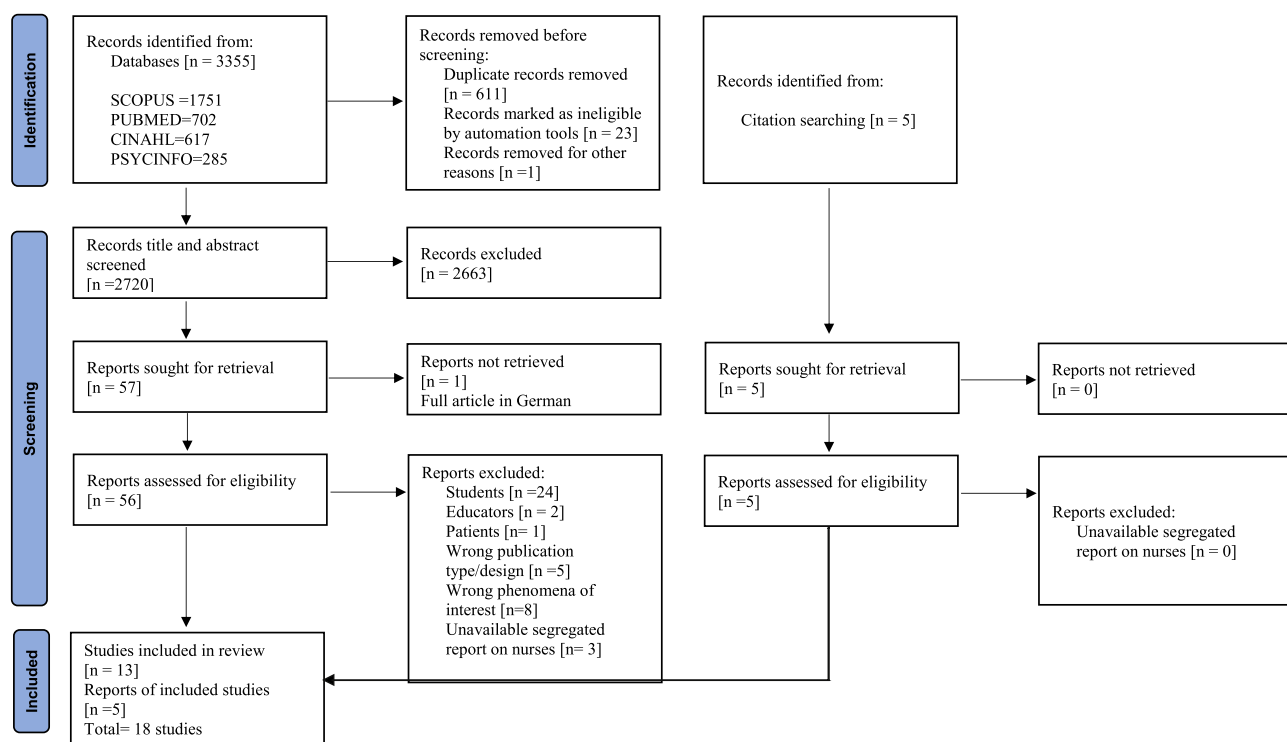 Identification
Records identified from:
Databases [n = 3355]
SCOPUS =1751
PUBMED=702
CINAHL=617
PSYCINFO=285
Records removed before
screening:
Duplicate records removed
[n = 611]
Records marked as ineligible
by automation tools [n = 23]
Records removed for other
reasons [n =1]
Records identified from:
Citation searching [n = 5]
Screening
Records title and abstract
screened
[n =2720]
Records excluded
[n = 2663]
Reports sought for retrieval
[n = 57]
Reports not retrieved
[n = 1]
Full article in German
Reports sought for retrieval
[n = 5]
Reports not retrieved
[n = 0]
Reports assessed for eligibility
[n = 56]
Reports excluded:
Students [n =24]
Educators [n = 2]
Patients [n= 1]
Wrong publication
type/design [n =5]
Wrong phenomena of
interest [n=8]
Unavailable segregated
report on nurses [n= 3]
Reports assessed for eligibility
[n =5]
Reports excluded:
Unavailable segregated
report on nurses [n = 0]
Included
Studies included in review
[n = 13]
Reports of included studies
[n =5]
Total= 18 studies